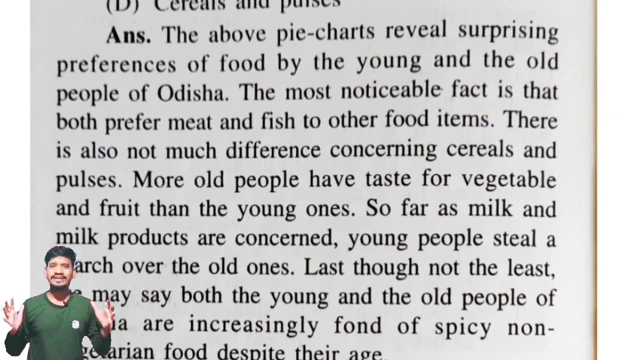 (D) Cereals and pulses
Ans. The above pie-charts reveal surprising
preferences of food by the young and the old
people of Odisha. The most noticeable fact is that
both prefer meat and fish to other food items. There
is also not much difference concerning cereals and
pulses. More old people have taste for vegetable
and fruit than the young ones. So far as milk and
milk products are concerned, young people steal a
arch over the old ones. Last though not the least,
may say both the young and the old people of
are increasingly fond of spicy non-
getarian food despite their age.